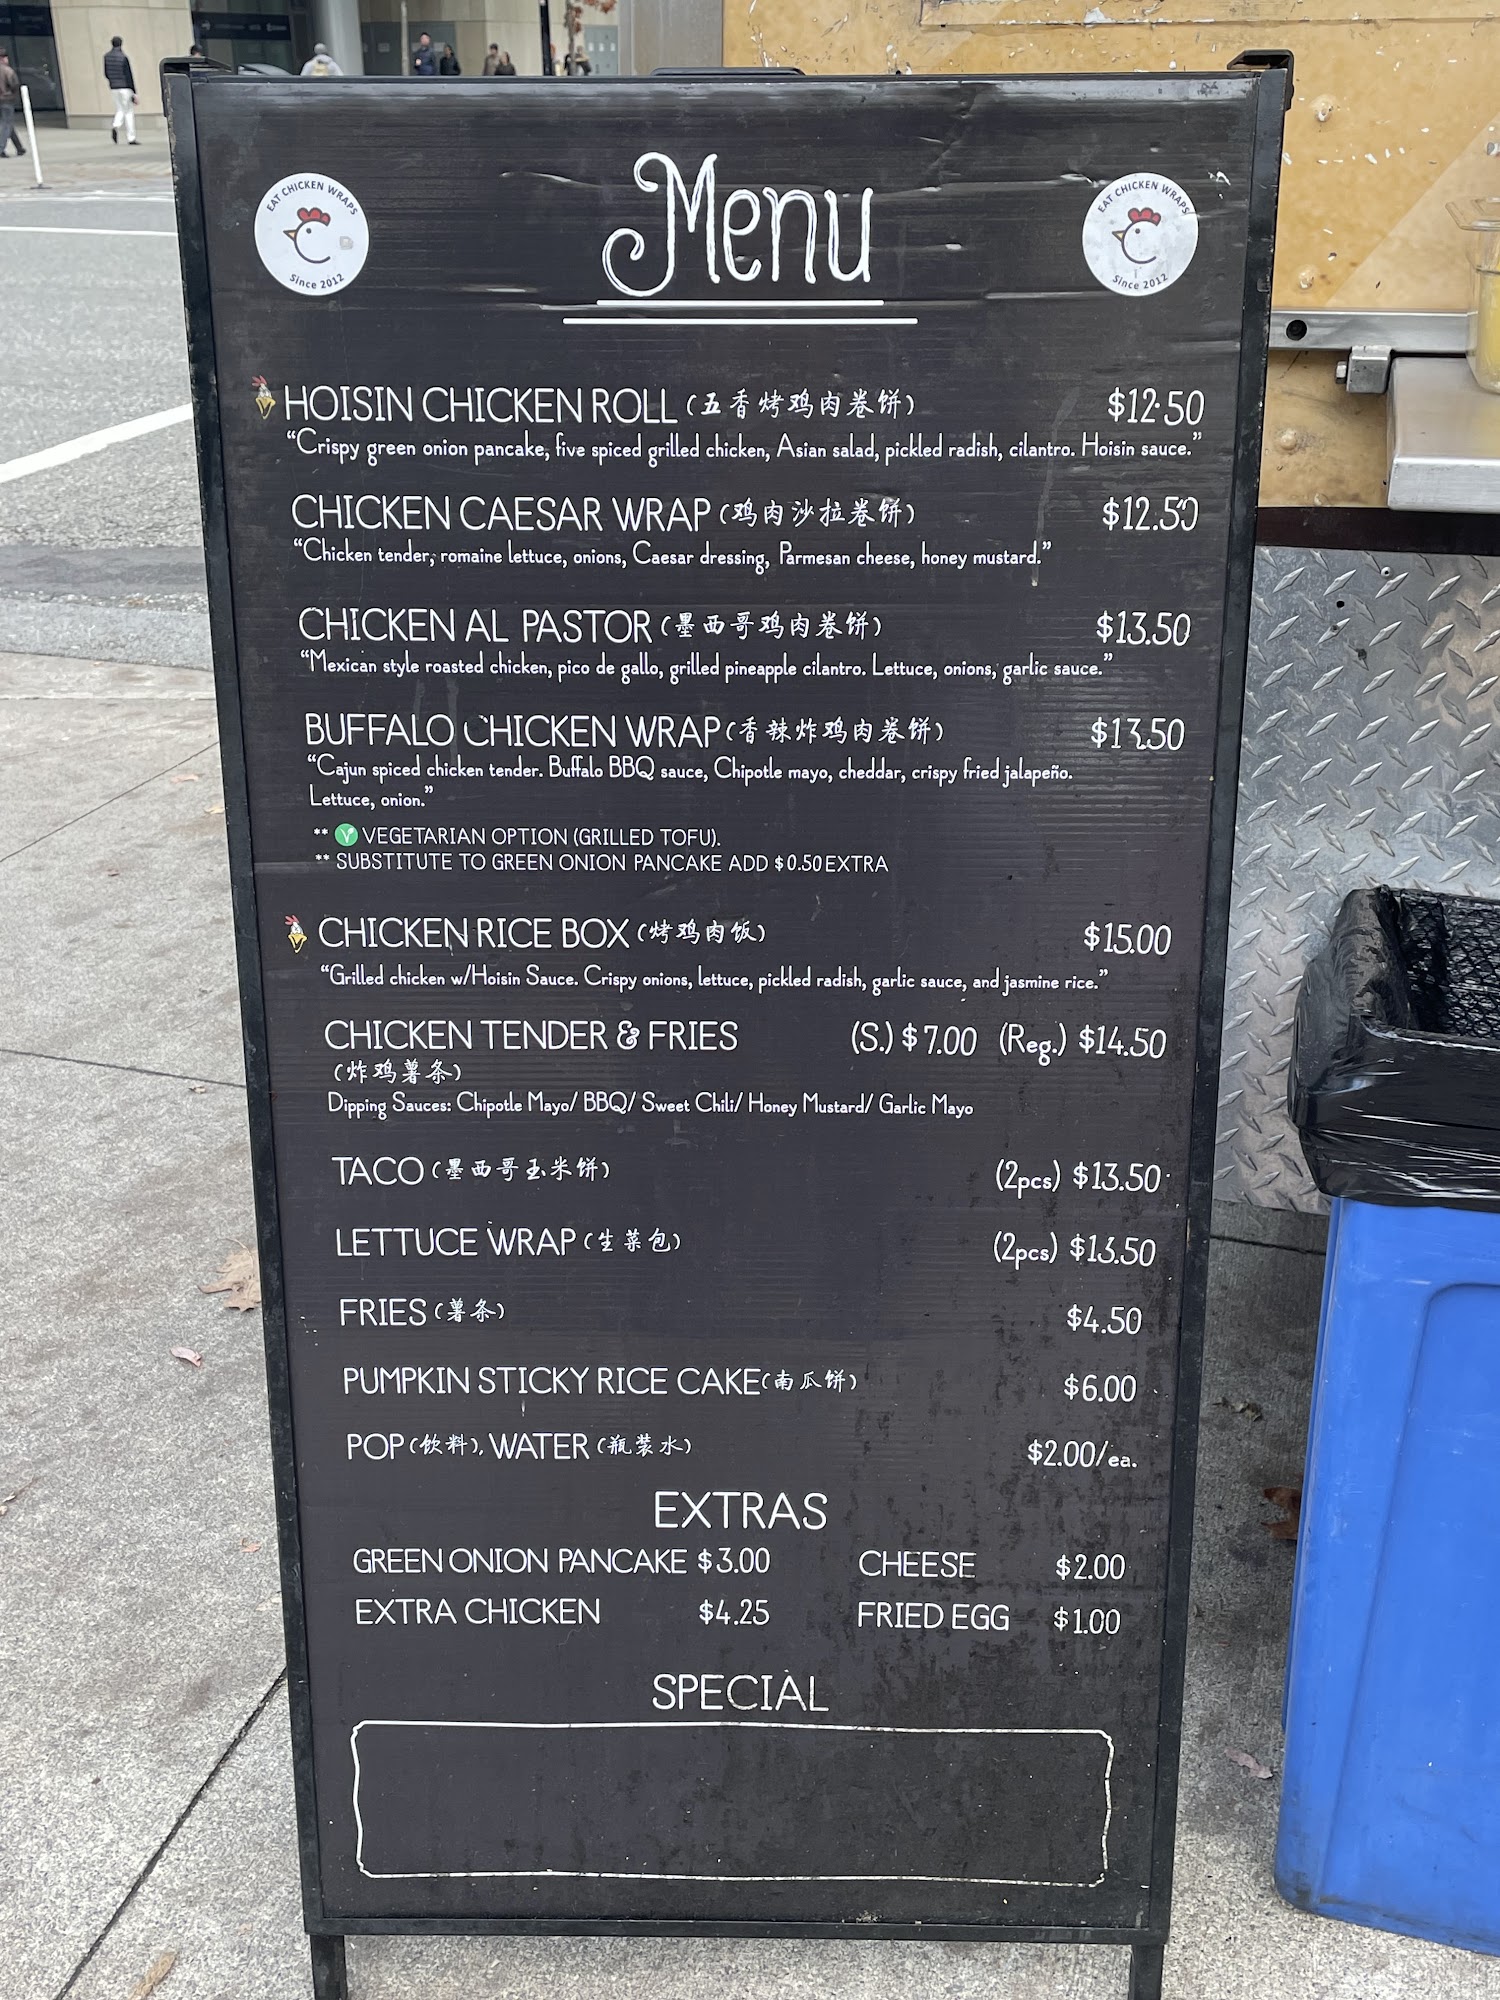 EAT CHICKEN WRAPS
Since 2012
Menu
EAT CHICKEN WRAPS
Since 2012
HOISIN CHICKEN ROLL (五香烤鸡肉卷饼) $12.50
“Crispy green onion pancake, five spiced grilled chicken, Asian salad, pickled radish, cilantro. Hoisin sauce.”
CHICKEN CAESAR WRAP (鸡肉沙拉卷饼) $12.50
“Chicken tender, romaine lettuce, onions, Caesar dressing, Parmesan cheese, honey mustard.”
CHICKEN AL PASTOR (墨西哥鸡肉卷饼) $13.50
“Mexican style roasted chicken, pico de gallo, grilled pineapple cilantro. Lettuce, onions, garlic sauce.”
BUFFALO CHICKEN WRAP (香辣炸鸡肉卷饼) $13.50
“Cajun spiced chicken tender. Buffalo BBQ sauce, Chipotle mayo, cheddar, crispy fried jalapeño.
Lettuce, onion.”
** V VEGETARIAN OPTION (GRILLED TOFU).
** SUBSTITUTE TO GREEN ONION PANCAKE ADD $0.50 EXTRA
CHICKEN RICE BOX (烤鸡肉饭) $15.00
“Grilled chicken w/Hoisin Sauce. Crispy onions, lettuce, pickled radish, garlic sauce, and jasmine rice.”
CHICKEN TENDER & FRIES (S.) $7.00 (Reg.) $14.50
(炸鸡薯条)
Dipping Sauces: Chipotle Mayo/ BBQ/ Sweet Chili/ Honey Mustard/ Garlic Mayo
TACO (墨西哥玉米饼) (2pcs) $13.50
LETTUCE WRAP (生菜包) (2pcs) $13.50
FRIES (薯条) $4.50
PUMPKIN STICKY RICE CAKE (南瓜饼) $6.00
POP (饮料), WATER (瓶装水) $2.00/ea.
EXTRAS
GREEN ONION PANCAKE $3.00 CHEESE $2.00
EXTRA CHICKEN $4.25 FRIED EGG $1.00
SPECIAL